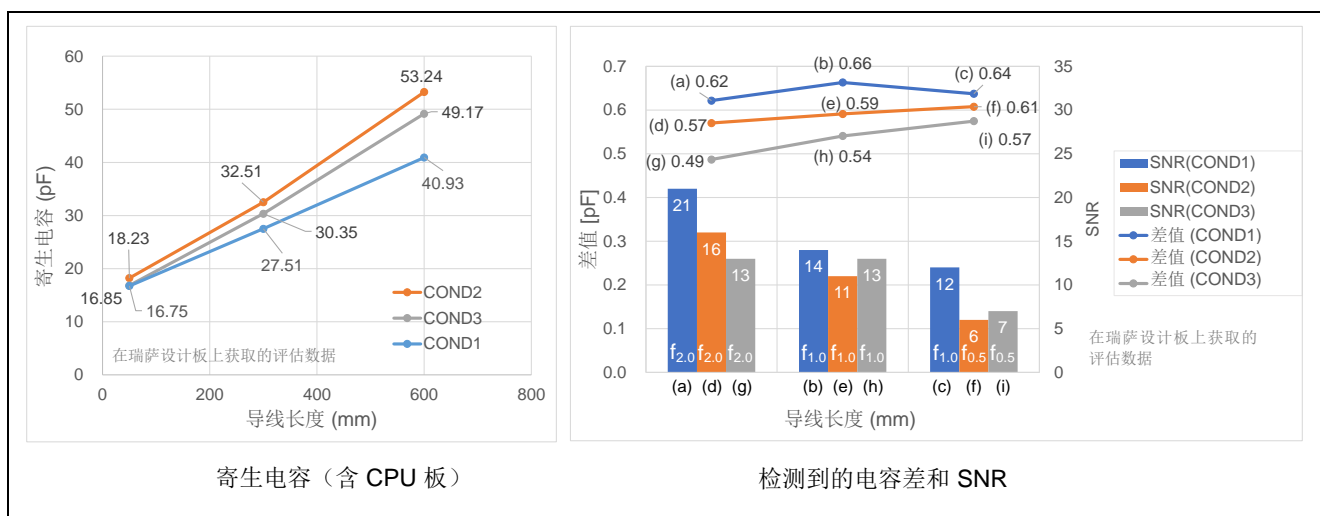 60
50
40
30
20
10
0
寄生电容 (pF)
53.24
49.17
40.93
32.51
30.35
27.51
18.23
16.85
16.75
COND2
COND3
COND1
在瑞萨设计板上获取的评估数据
0 200 400 600 800
导线长度 (mm)
寄生电容（含 CPU 板）
0.7
0.6
0.5
0.4
0.3
0.2
0.1
0.0
差值 [pF]
(a) 0.62
(b) 0.66
(c) 0.64
(d) 0.57
(e) 0.59
(f) 0.61
(g) 0.49
(h) 0.54
(i) 0.57
21 16 13 14 11 13 12 6 7
f2.0 f2.0 f2.0 f1.0 f1.0 f1.0 f1.0 f0.5 f0.5
(a) (d) (g) (b) (e) (h) (c) (f) (i)
导线长度 (mm)
35
30
25
20
15
10
5
0
SNR
SNR(COND1)
SNR(COND2)
SNR(COND3)
差值 (COND1)
差值 (COND2)
差值 (COND3)
在瑞萨设计板上获取的
评估数据
检测到的电容差和 SNR